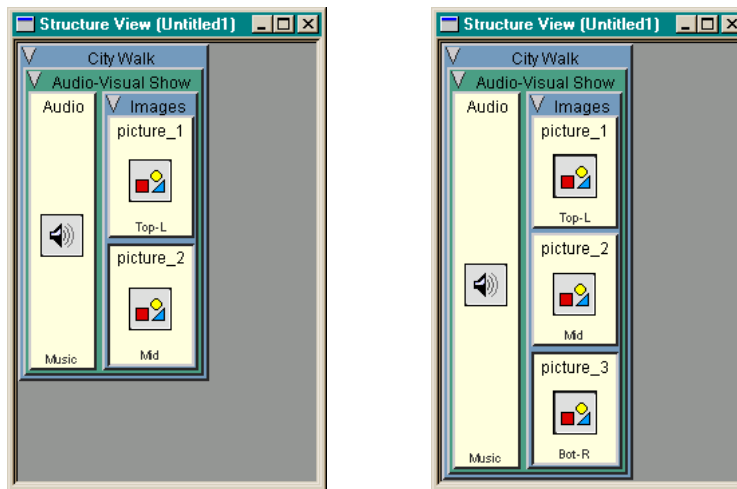 Structure View (Untitled1)
City Walk
Audio-Visual Show
Audio
Images
picture_1
Top-L
picture_2
Music
Mid
Structure View (Untitled1)
City Walk
Audio-Visual Show
Audio
Images
picture_1
Top-L
picture_2
Mid
picture_3
Music
Bot-R